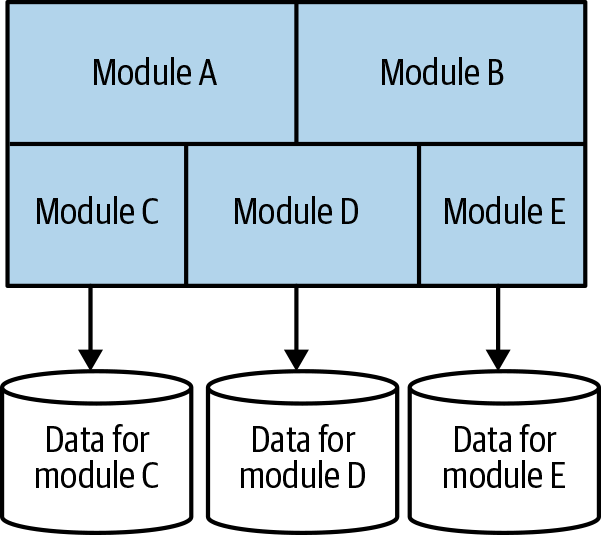 Module A
Module B
Module C
Module D
Module E
Data for
module C
Data for
module D
Data for
module E